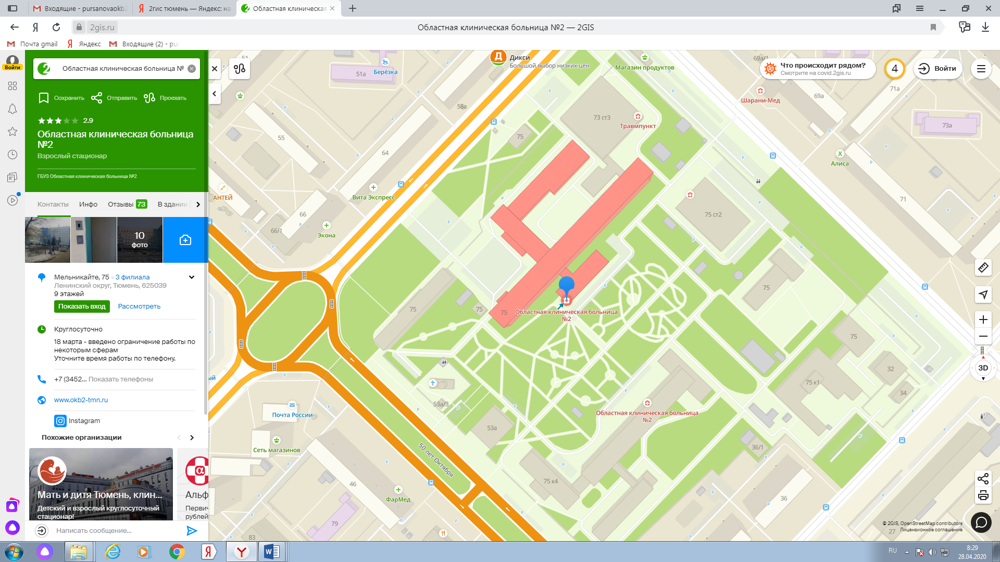 Входящие - pursanovaokb2
2гис тюмень — Яндекс: на
Областная клиническая
2gis.ru
Областная клиническая больница №2 — 2GIS
Почта gmail
Яндекс
Входящие (2) - pur
Войти
Областная клиническая больница №
Сохранить
Отправить
Проехать
2.9
Областная клиническая больница
№2
Взрослый стационар
ГБУЗ Областная клиническая больница №2
Контакты
Инфо
Отзывы 73
В здании
10
фото
Мельникайте, 75 • 3 филиала
Ленинский округ, Тюмень, 625039
9 этажей
Показать вход
Рассмотреть
Круглосуточно
18 марта - введено ограничение работы по
некоторым сферам
Уточните время работы по телефону.
+7 (3452... Показать телефоны
www.okb2-tmn.ru
Instagram
Похожие организации
Мать и дитя Тюмень, клин...
Детский и взрослый круглосуточный
стационар!
Альф
Первич
рублей
Написать сообщение...
51
51а
Берёзка
Дикси
Большой выбор низких цен
Магазин продуктов
69а/1
Что происходит рядом?
Смотрите на covid.2gis.ru
4
Войти
58а
73 ст3
Травмпункт
Шарани-Мед
69а
71а
73а
55
64
75
Алиса
Вита Экспресс
АНТЕЙ
66
66/1
Экона
75 ст2
71
75
75
75
75
Областная клиническая больница
№2
75
32
34
75 к1
3D
ый
Почта России
53а/3
53а
Областная клиническая больница
№2
Сеть магазинов
50 лет Октября
36/1
46
ФарМед
75 к4
36
79
83
27
© 2GIS, OpenStreetMap contributors
Лицензионное соглашение
RU
8:29
28.04.2020